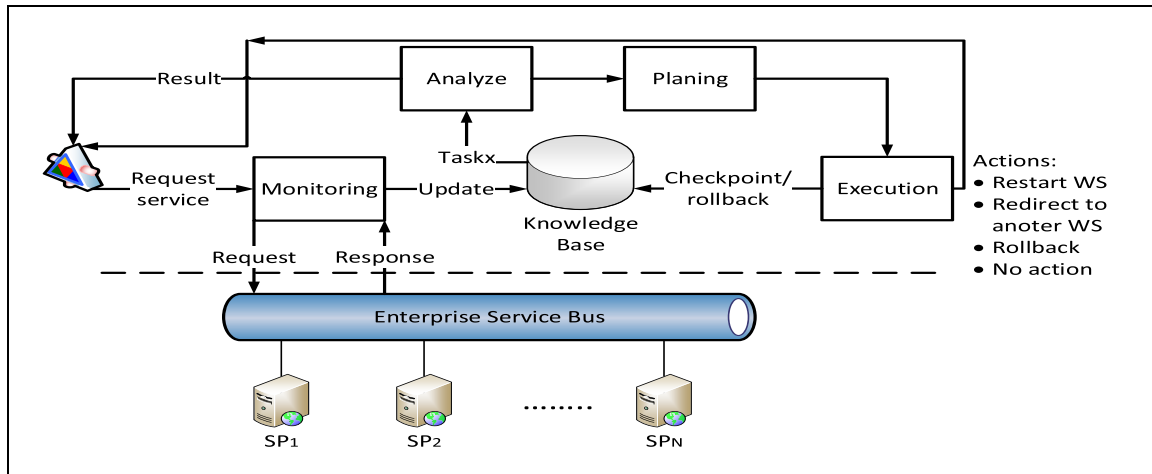 Result
Analyze
Planing
Taskx
Request
service
Monitoring
Update
Knowledge
Base
Checkpoint/
rollback
Execution
Actions:
● Restart WS
● Redirect to
anoter WS
● Rollback
● No action
Request
Response
Enterprise Service Bus
SP1
SP2
........
SPN